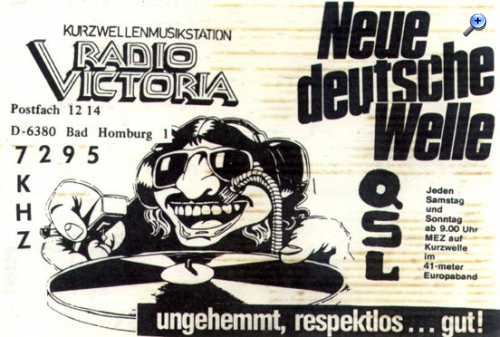 KURZWELLENMUSIKSTATION
RADIO
VICTORIA
Postfach 12 14
D-6380 Bad Homburg 1
7295
KHZ
Neue
deutsche
Welle
QSL
Jeden
Samstag
und
Sonntag
ab 9.00 Uhr
MEZ auf
Kurzwelle
im
41-meter
Europaband
ungehemmt, respektlos... gut!